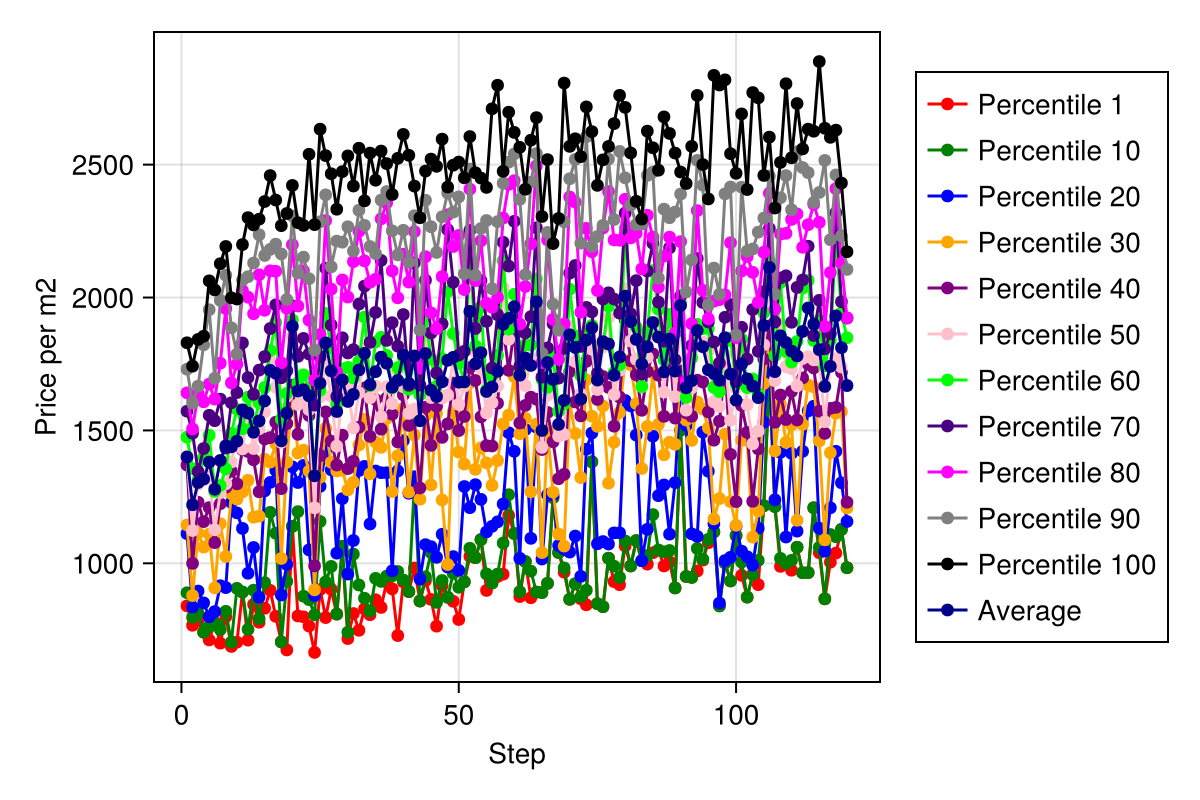 Price per m2
2500
2000
1500
1000
0
50
100
Step
Percentile 1
Percentile 10
Percentile 20
Percentile 30
Percentile 40
Percentile 50
Percentile 60
Percentile 70
Percentile 80
Percentile 90
Percentile 100
Average